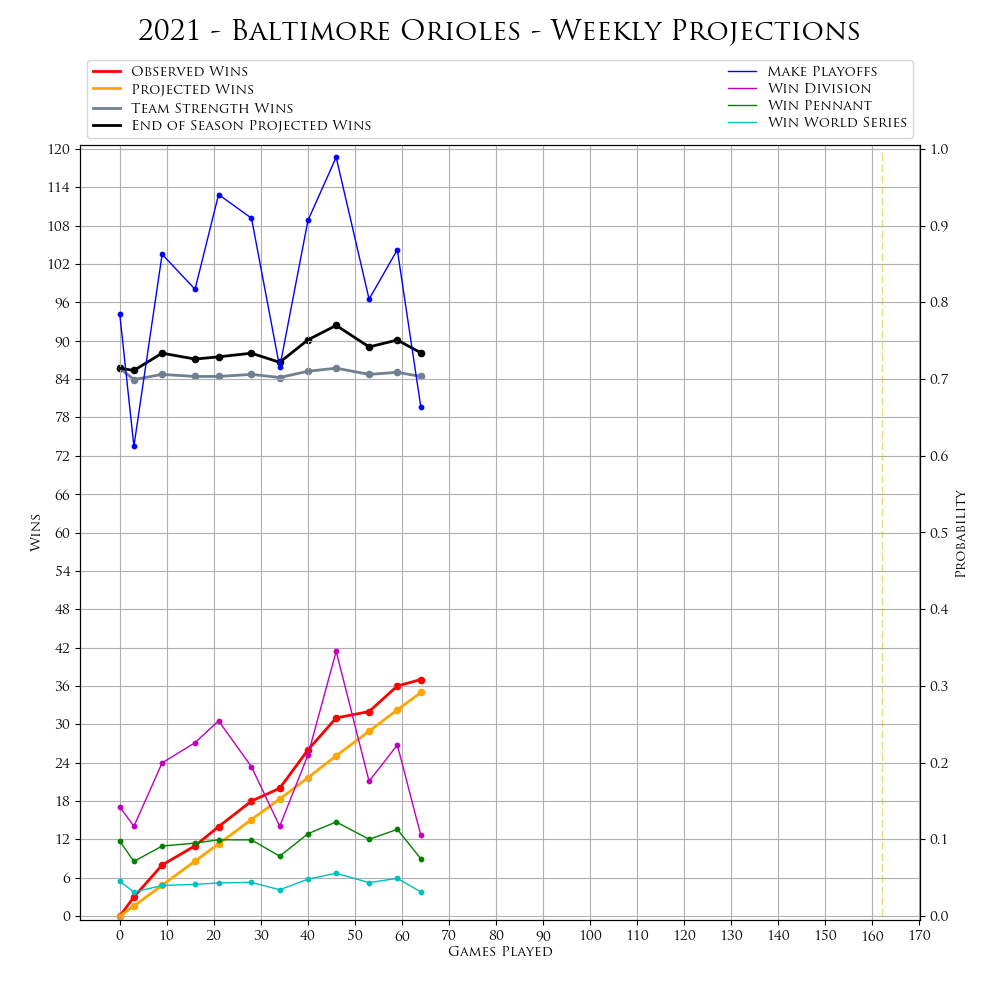 2021 - Baltimore Orioles - Weekly Projections
Observed Wins
Projected Wins
Team Strength Wins
End of Season Projected Wins
Make Playoffs
Win Division
Win Pennant
Win World Series
120
114
108
102
96
90
84
78
72
66
60
54
48
42
36
30
24
18
12
6
0
Wins
1.0
0.9
0.8
0.7
0.6
0.5
0.4
0.3
0.2
0.1
0.0
Probability
0 10 20 30 40 50 60 70 80 90 100 110 120 130 140 150 160 170
Games Played